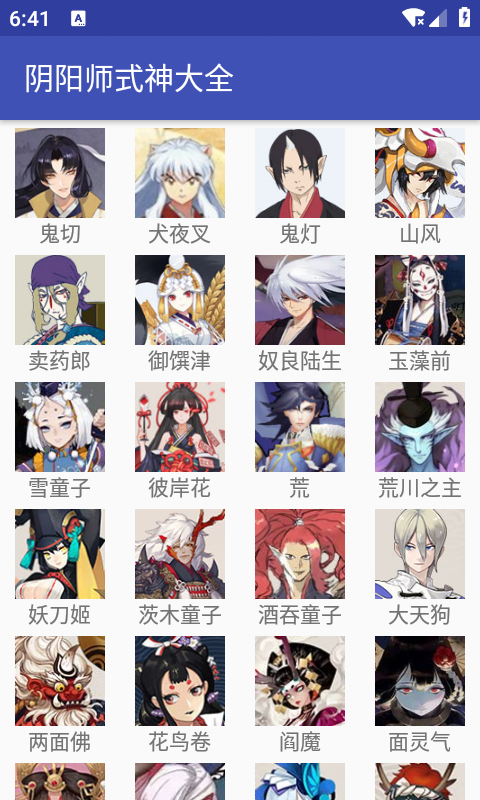 6:41
A
阴阳师式神大全
鬼切 犬夜叉 鬼灯 山风
卖药郎 御馔津 奴良陆生 玉藻前
雪童子 彼岸花 荒 荒川之主
妖刀姬 茨木童子 酒吞童子 大天狗
两面佛 花鸟卷 阎魔 面灵气